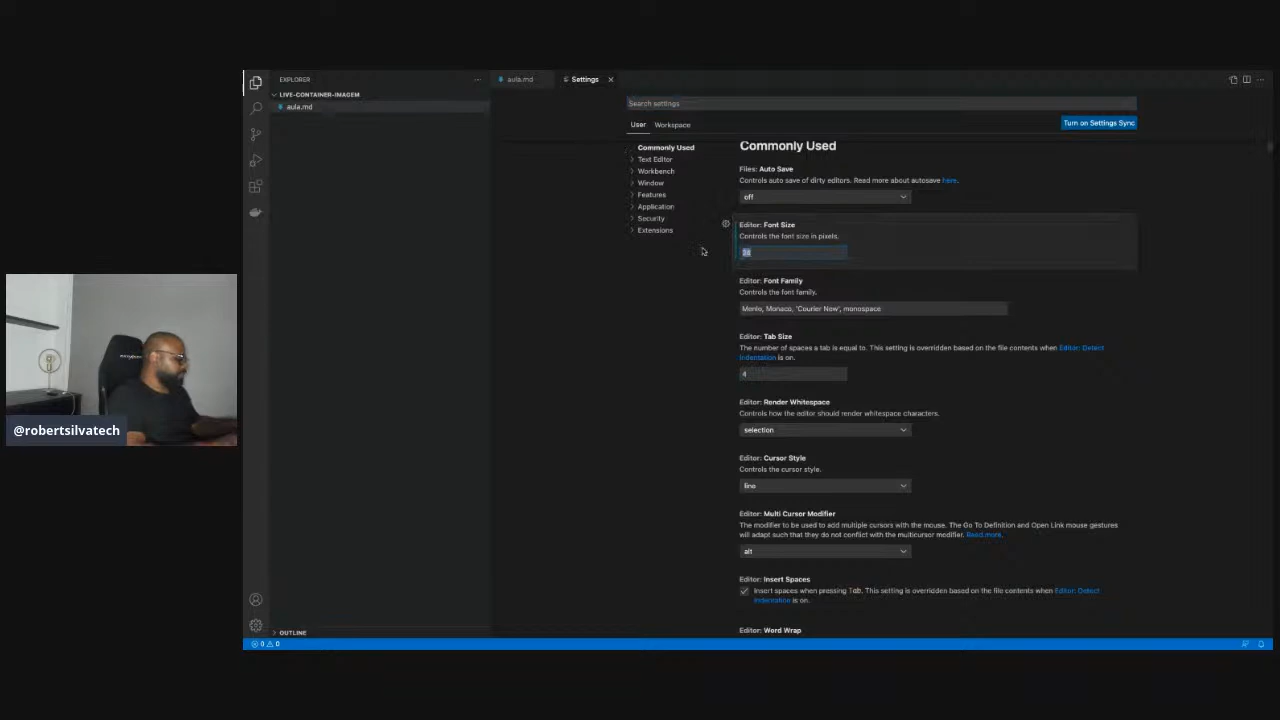 EXPLORER
LIVE-CONTAINER-IMAGEM
aula.md
OUTLINE
0 0
aula.md
Settings
Search settings
User
Workspace
Turn on Settings Sync
Commonly Used
Text Editor
Workbench
Window
Features
Application
Security
Extensions
Commonly Used
Files: Auto Save
Controls auto save of dirty editors. Read more about autosave here.
off
Editor: Font Size
Controls the font size in pixels.
Editor: Font Family
Controls the font family.
Menlo, Monaco, 'Courier New', monospace
Editor: Tab Size
The number of spaces a tab is equal to. This setting is overridden based on the file contents when Editor: Detect
Indentation is on.
4
Editor: Render Whitespace
Controls how the editor should render whitespace characters.
selection
Editor: Cursor Style
Controls the cursor style.
line
Editor: Multi Cursor Modifier
The modifier to be used to add multiple cursors with the mouse. The Go To Definition and Open Link mouse gestures
will adapt such that they do not conflict with the multicursor modifier. Read more.
alt
Editor: Insert Spaces
Insert spaces when pressing Tab. This setting is overridden based on the file contents when Editor: Detect
Indentation is on.
Editor: Word Wrap
@robertsilvatech